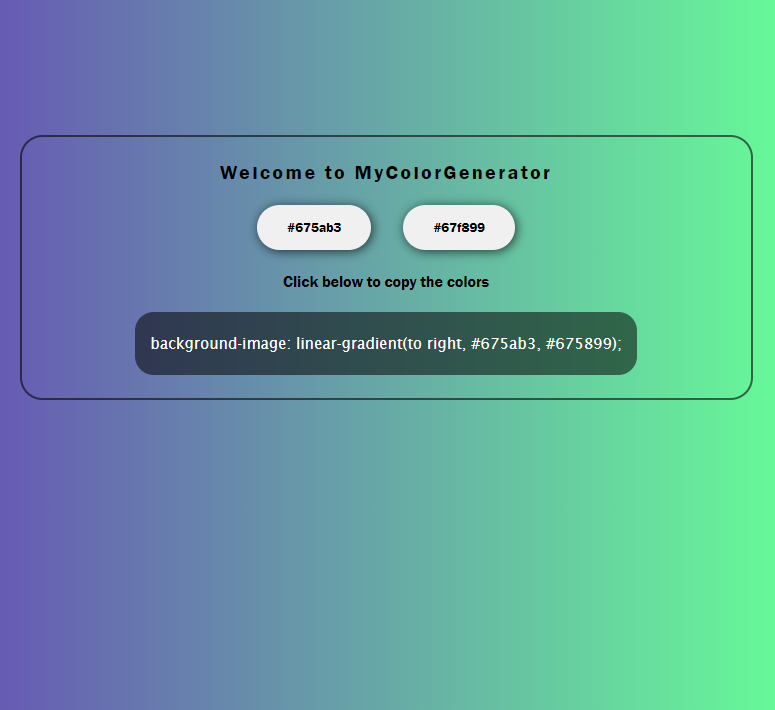 Welcome to MyColorGenerator
#675ab3 #67f899
Click below to copy the colors
background-image: linear-gradient(to right, #675ab3, #675899);